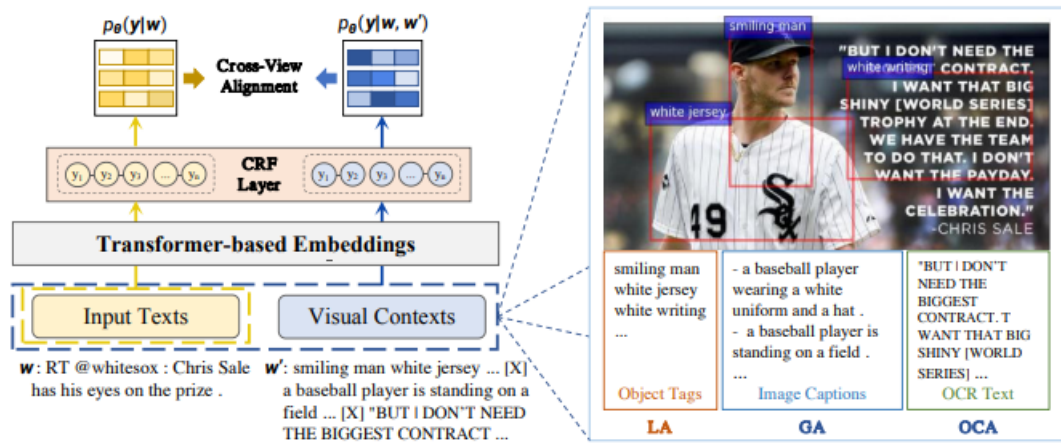 pθ(y|w)
pθ(y|w, w')
Cross-View
Alignment
y1 y2 y3 ... yn
CRF
Layer
y1 y2 y3 ... yn
Transformer-based Embeddings
Input Texts
Visual Contexts
w : RT @whitesox : Chris Sale
has his eyes on the prize .
w': smiling man white jersey ... [X]
a baseball player is standing on a
field ... [X] "BUT I DON'T NEED
THE BIGGEST CONTRACT ...
smiling man
white writing
white jersey
"BUT I DON'T NEED THE
CONTRACT.
I WANT THAT BIG
SHINY [WORLD SERIES]
TROPHY AT THE END.
WE HAVE THE TEAM
TO DO THAT. I DON'T
WANT THE PAYDAY.
I WANT THE
CELEBRATION."
-CHRIS SALE
49
Sox
smiling man
white jersey
white writing
...
Object Tags
- a baseball player
wearing a white
uniform and a hat .
- a baseball player is
standing on a field .
...
Image Captions
"BUT I DON'T
NEED THE
BIGGEST
CONTRACT. T
WANT THAT BIG
SHINY [WORLD
SERIES] ...
OCR Text
LA
GA
OCA